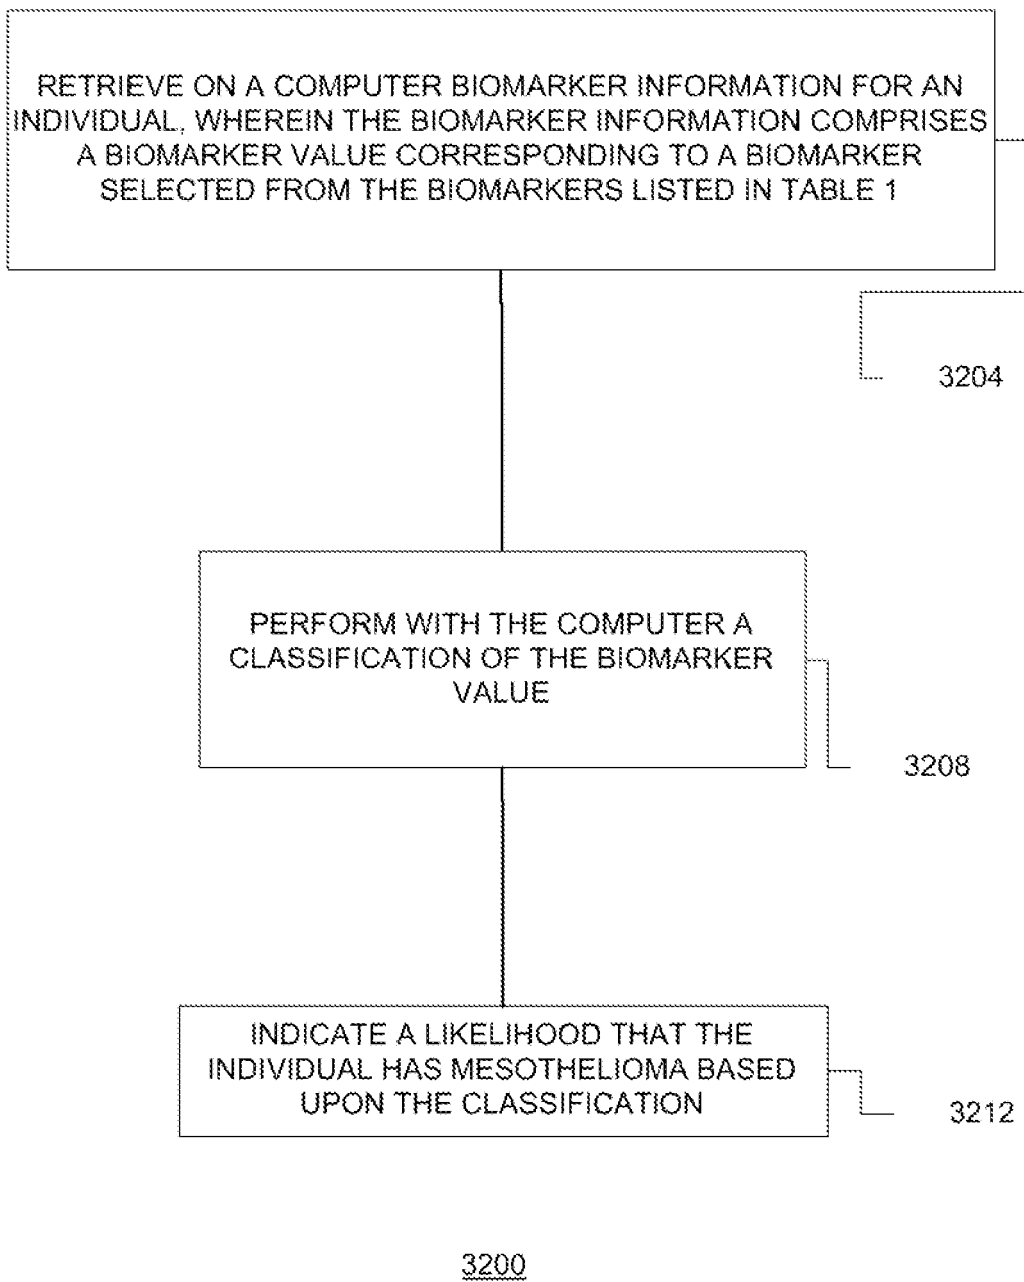 RETRIEVE ON A COMPUTER BIOMARKER INFORMATION FOR AN
INDIVIDUAL, WHEREIN THE BIOMARKER INFORMATION COMPRISES
A BIOMARKER VALUE CORRESPONDING TO A BIOMARKER
SELECTED FROM THE BIOMARKERS LISTED IN TABLE 1
3204
PERFORM WITH THE COMPUTER A
CLASSIFICATION OF THE BIOMARKER
VALUE
3208
INDICATE A LIKELIHOOD THAT THE
INDIVIDUAL HAS MESOTHELIOMA BASED
UPON THE CLASSIFICATION
3212
3200